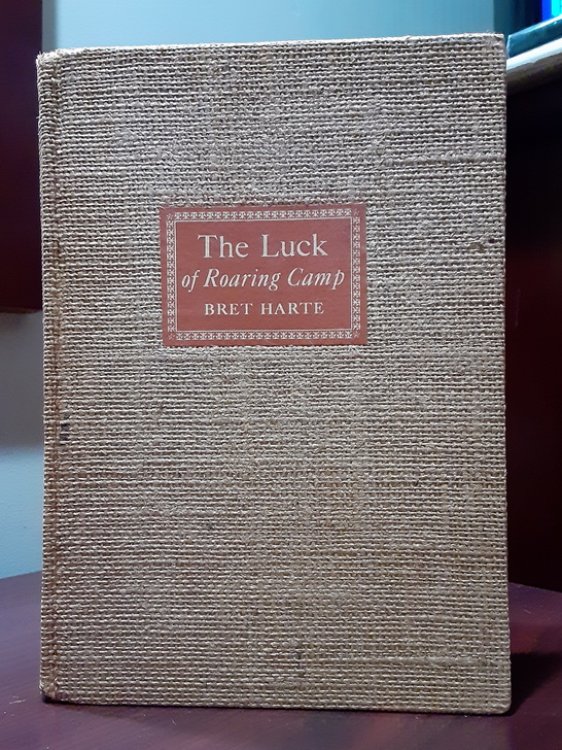 The Luck
of Roaring Camp
BRET HARTE